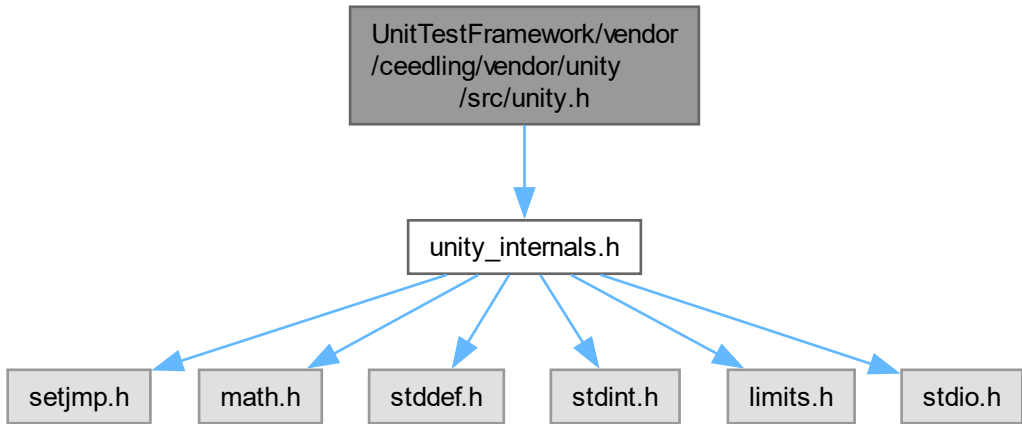 UnitTestFramework/vendor
/ceedling/vendor/unity
/src/unity.h
unity_internals.h
setjmp.h
math.h
stddef.h
stdint.h
limits.h
stdio.h